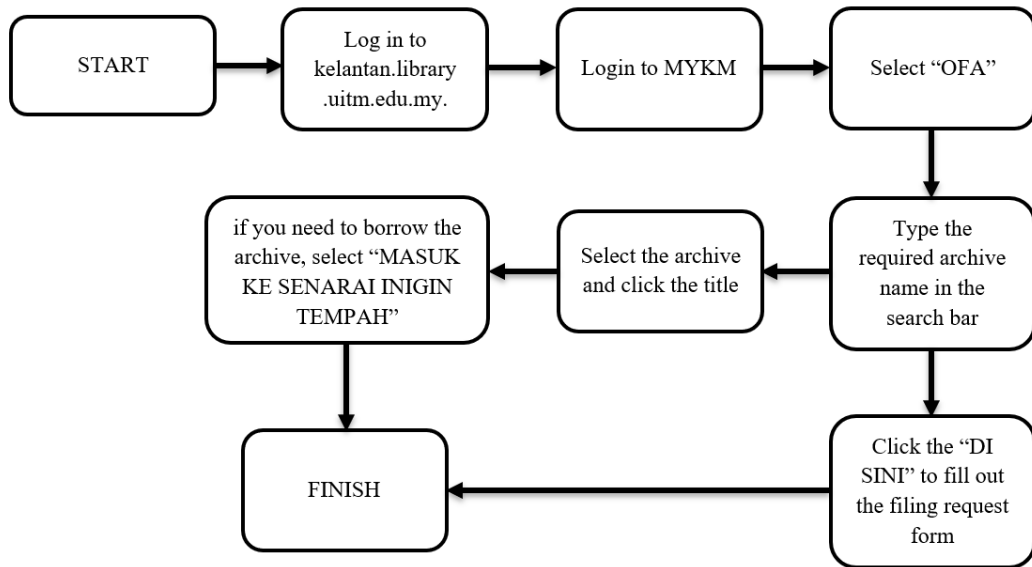 START
Log in to
kelantan.library
.uitm.edu.my.
Login to MYKM
Select “OFA”
Type the
required archive
name in the
search bar
Select the archive
and click the title
if you need to borrow the
archive, select “MASUK
KE SENARAI INIGIN
TEMPAH”
Click the “DI
SINI” to fill out
the filing request
form
FINISH